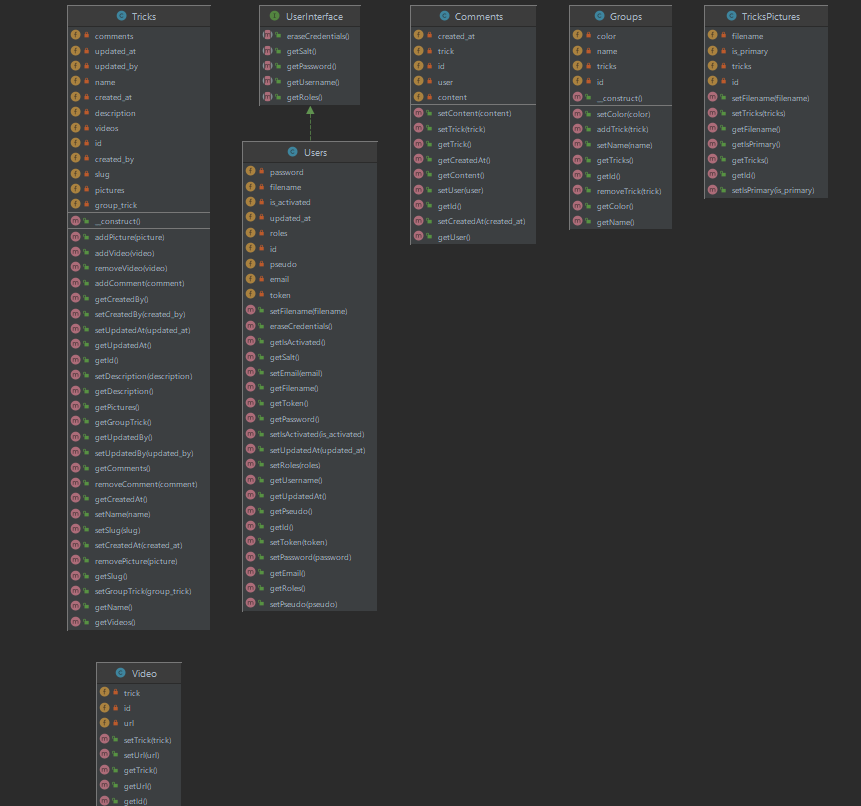 Tricks
comments
updated_at
updated_by
name
created_at
description
videos
id
created_by
slug
pictures
group_trick
__construct()
addPicture(picture)
addVideo(video)
removeVideo(video)
addComment(comment)
getCreatedBy()
setCreatedBy(created_by)
setUpdatedAt(updated_at)
getUpdatedAt()
getId()
setDescription(description)
getDescription()
getPictures()
getGroupTrick()
getUpdatedBy()
setUpdatedBy(updated_by)
getComments()
removeComment(comment)
getCreatedAt()
setName(name)
setSlug(slug)
setCreatedAt(created_at)
removePicture(picture)
getSlug()
setGroupTrick(group_trick)
getName()
getVideos()
UserInterface
eraseCredentials()
getSalt()
getPassword()
getUsername()
getRoles()
Users
password
filename
is_activated
updated_at
roles
id
pseudo
email
token
setFilename(filename)
eraseCredentials()
getIsActivated()
getSalt()
setEmail(email)
getFilename()
getToken()
getPassword()
setIsActivated(is_activated)
setUpdatedAt(updated_at)
setRoles(roles)
getUsername()
getUpdatedAt()
getPseudo()
getId()
setToken(token)
setPassword(password)
getEmail()
getRoles()
setPseudo(pseudo)
Comments
created_at
trick
id
user
content
setContent(content)
setTrick(trick)
getTrick()
getCreatedAt()
getContent()
setUser(user)
getId()
setCreatedAt(created_at)
getUser()
Groups
color
name
tricks
id
__construct()
setColor(color)
addTrick(trick)
setName(name)
getTricks()
getId()
removeTrick(trick)
getColor()
getName()
TricksPictures
filename
is_primary
tricks
id
setFilename(filename)
setTricks(tricks)
getFilename()
getIsPrimary()
getTricks()
getId()
setIsPrimary(is_primary)
Video
trick
id
url
setTrick(trick)
setUrl(url)
getTrick()
getUrl()
getId()